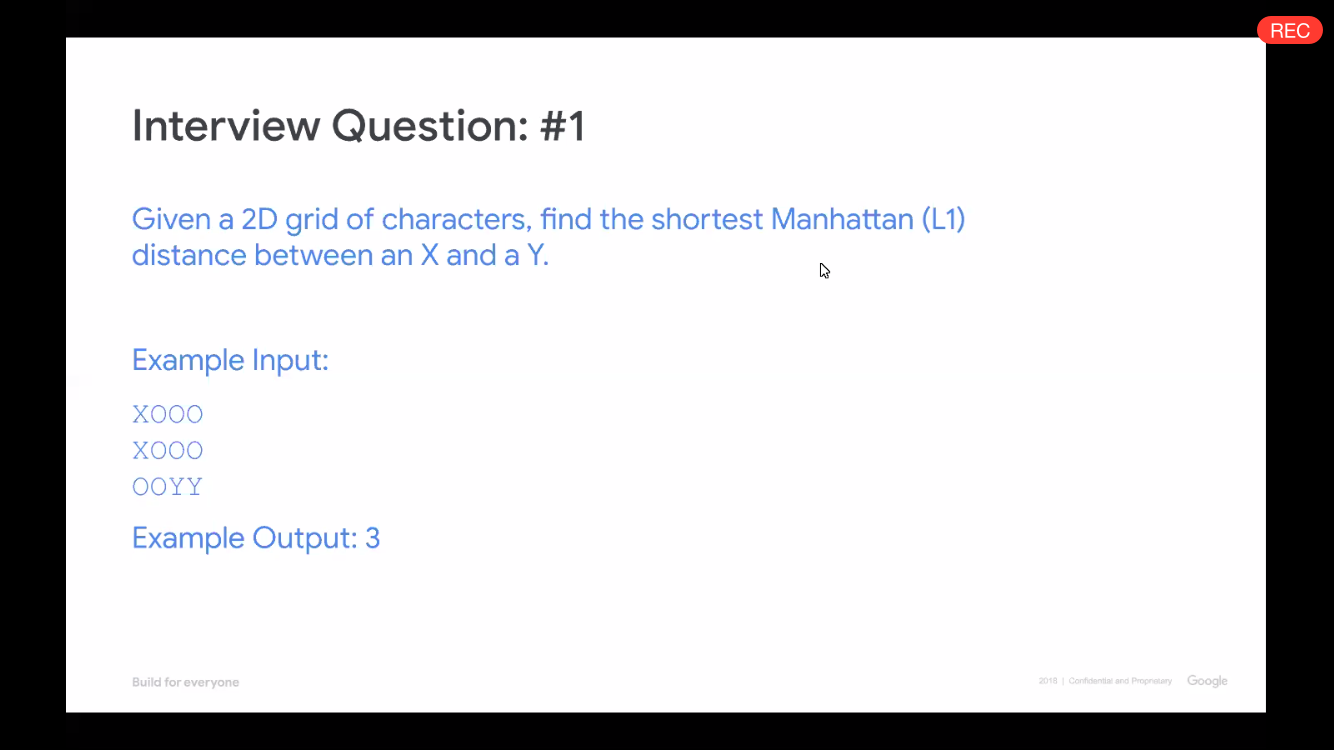 REC
Interview Question: #1
Given a 2D grid of characters, find the shortest Manhattan (L1)
distance between an X and a Y.
Example Input:
XOOO
XOOO
OOYY
Example Output: 3
Build for everyone
2018 | Confidential and Proprietary
Google